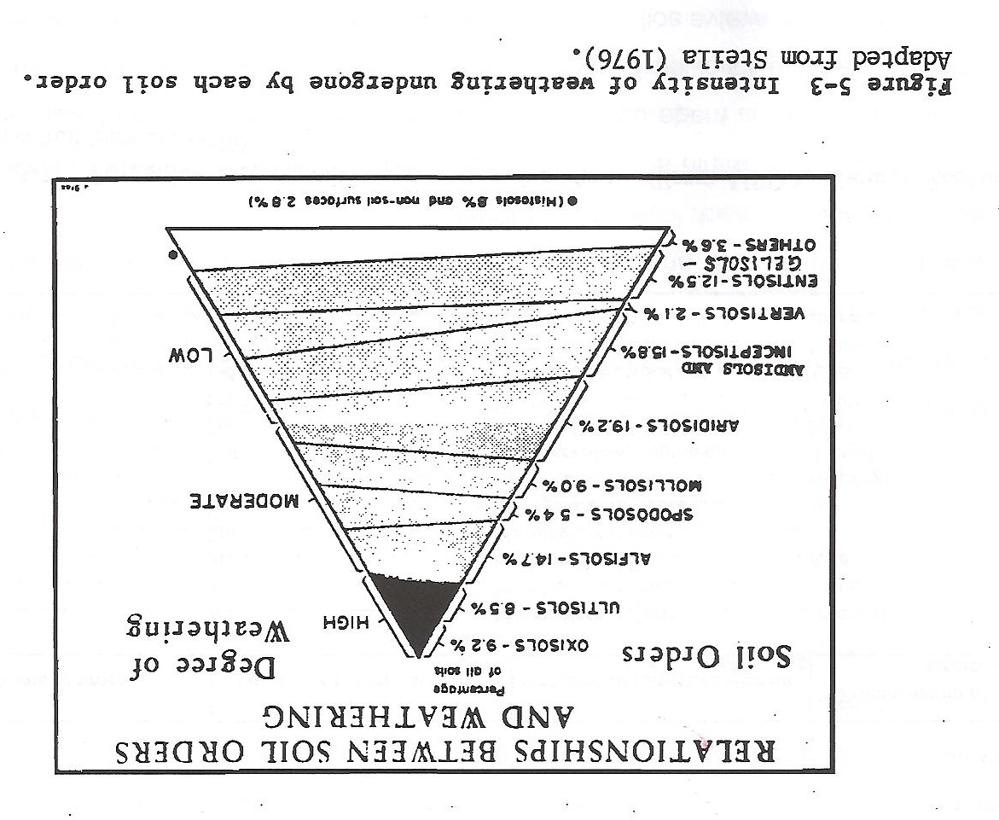 RELATIONSHIPS BETWEEN SOIL ORDERS
AND WEATHERING
Percentage
of all soils
Soil Orders
Degree of
Weathering
OXISOLS - 9.2 %
ULTISOLS - 8.5 %
HIGH
ALFISOLS - 14.7 %
SPODOSOLS - 5.4 %
MODERATE
MOLLISOLS - 9.0 %
ARIDISOLS - 19.2 %
ANDISOLS AND
INCEPTISOLS - 15.8%
LOW
VERTISOLS - 2.1 %
ENTISOLS - 12.5%
GELISOLS -
OTHERS - 3.6 %
● (Histosols .8% and non-soil surfaces 2.8%)
Figure 5-3 Intensity of weathering undergone by each soil order.
Adapted from Steila (1976).